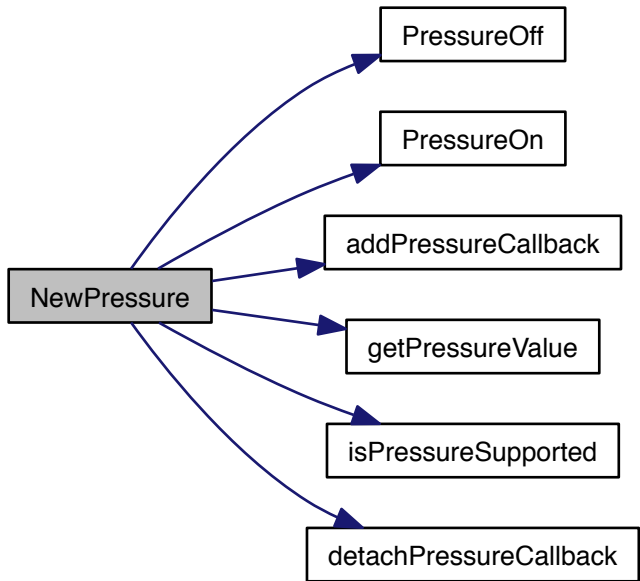 PressureOff
PressureOn
addPressureCallback
NewPressure
getPressureValue
isPressureSupported
detachPressureCallback